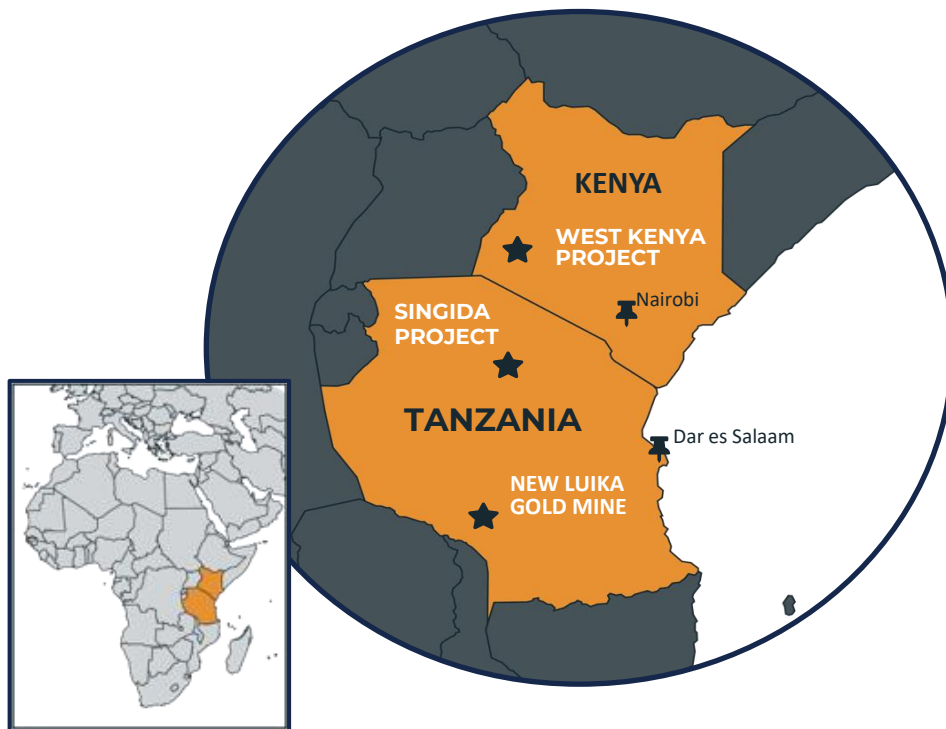 KENYA
WEST KENYA
PROJECT
Nairobi
SINGIDA
PROJECT
TANZANIA
Dar es Salaam
NEW LUIKA
GOLD MINE